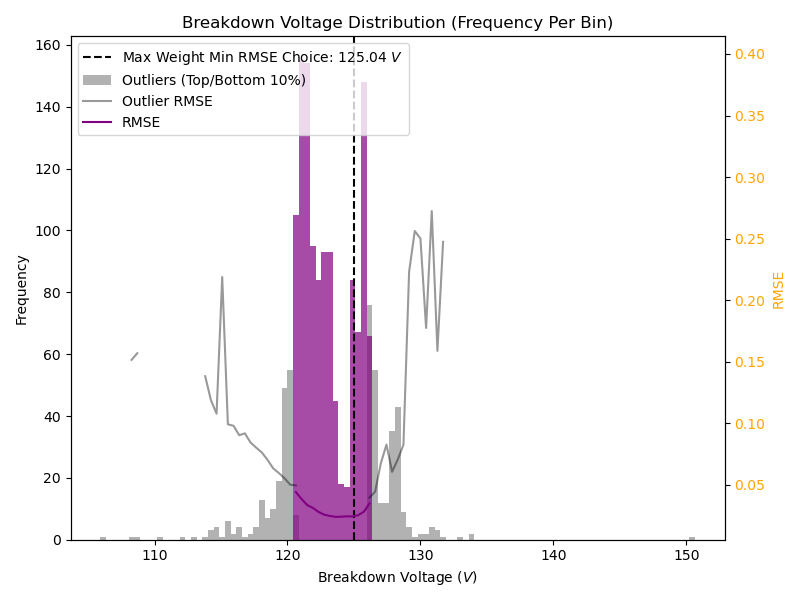 Breakdown Voltage Distribution (Frequency Per Bin)
Max Weight Min RMSE Choice: 125.04 V
Outliers (Top/Bottom 10%)
Outlier RMSE
RMSE
160
140
120
100
80
60
40
20
0
Frequency
0.40
0.35
0.30
0.25
0.20
0.15
0.10
0.05
RMSE
110 120 130 140 150
Breakdown Voltage (V)